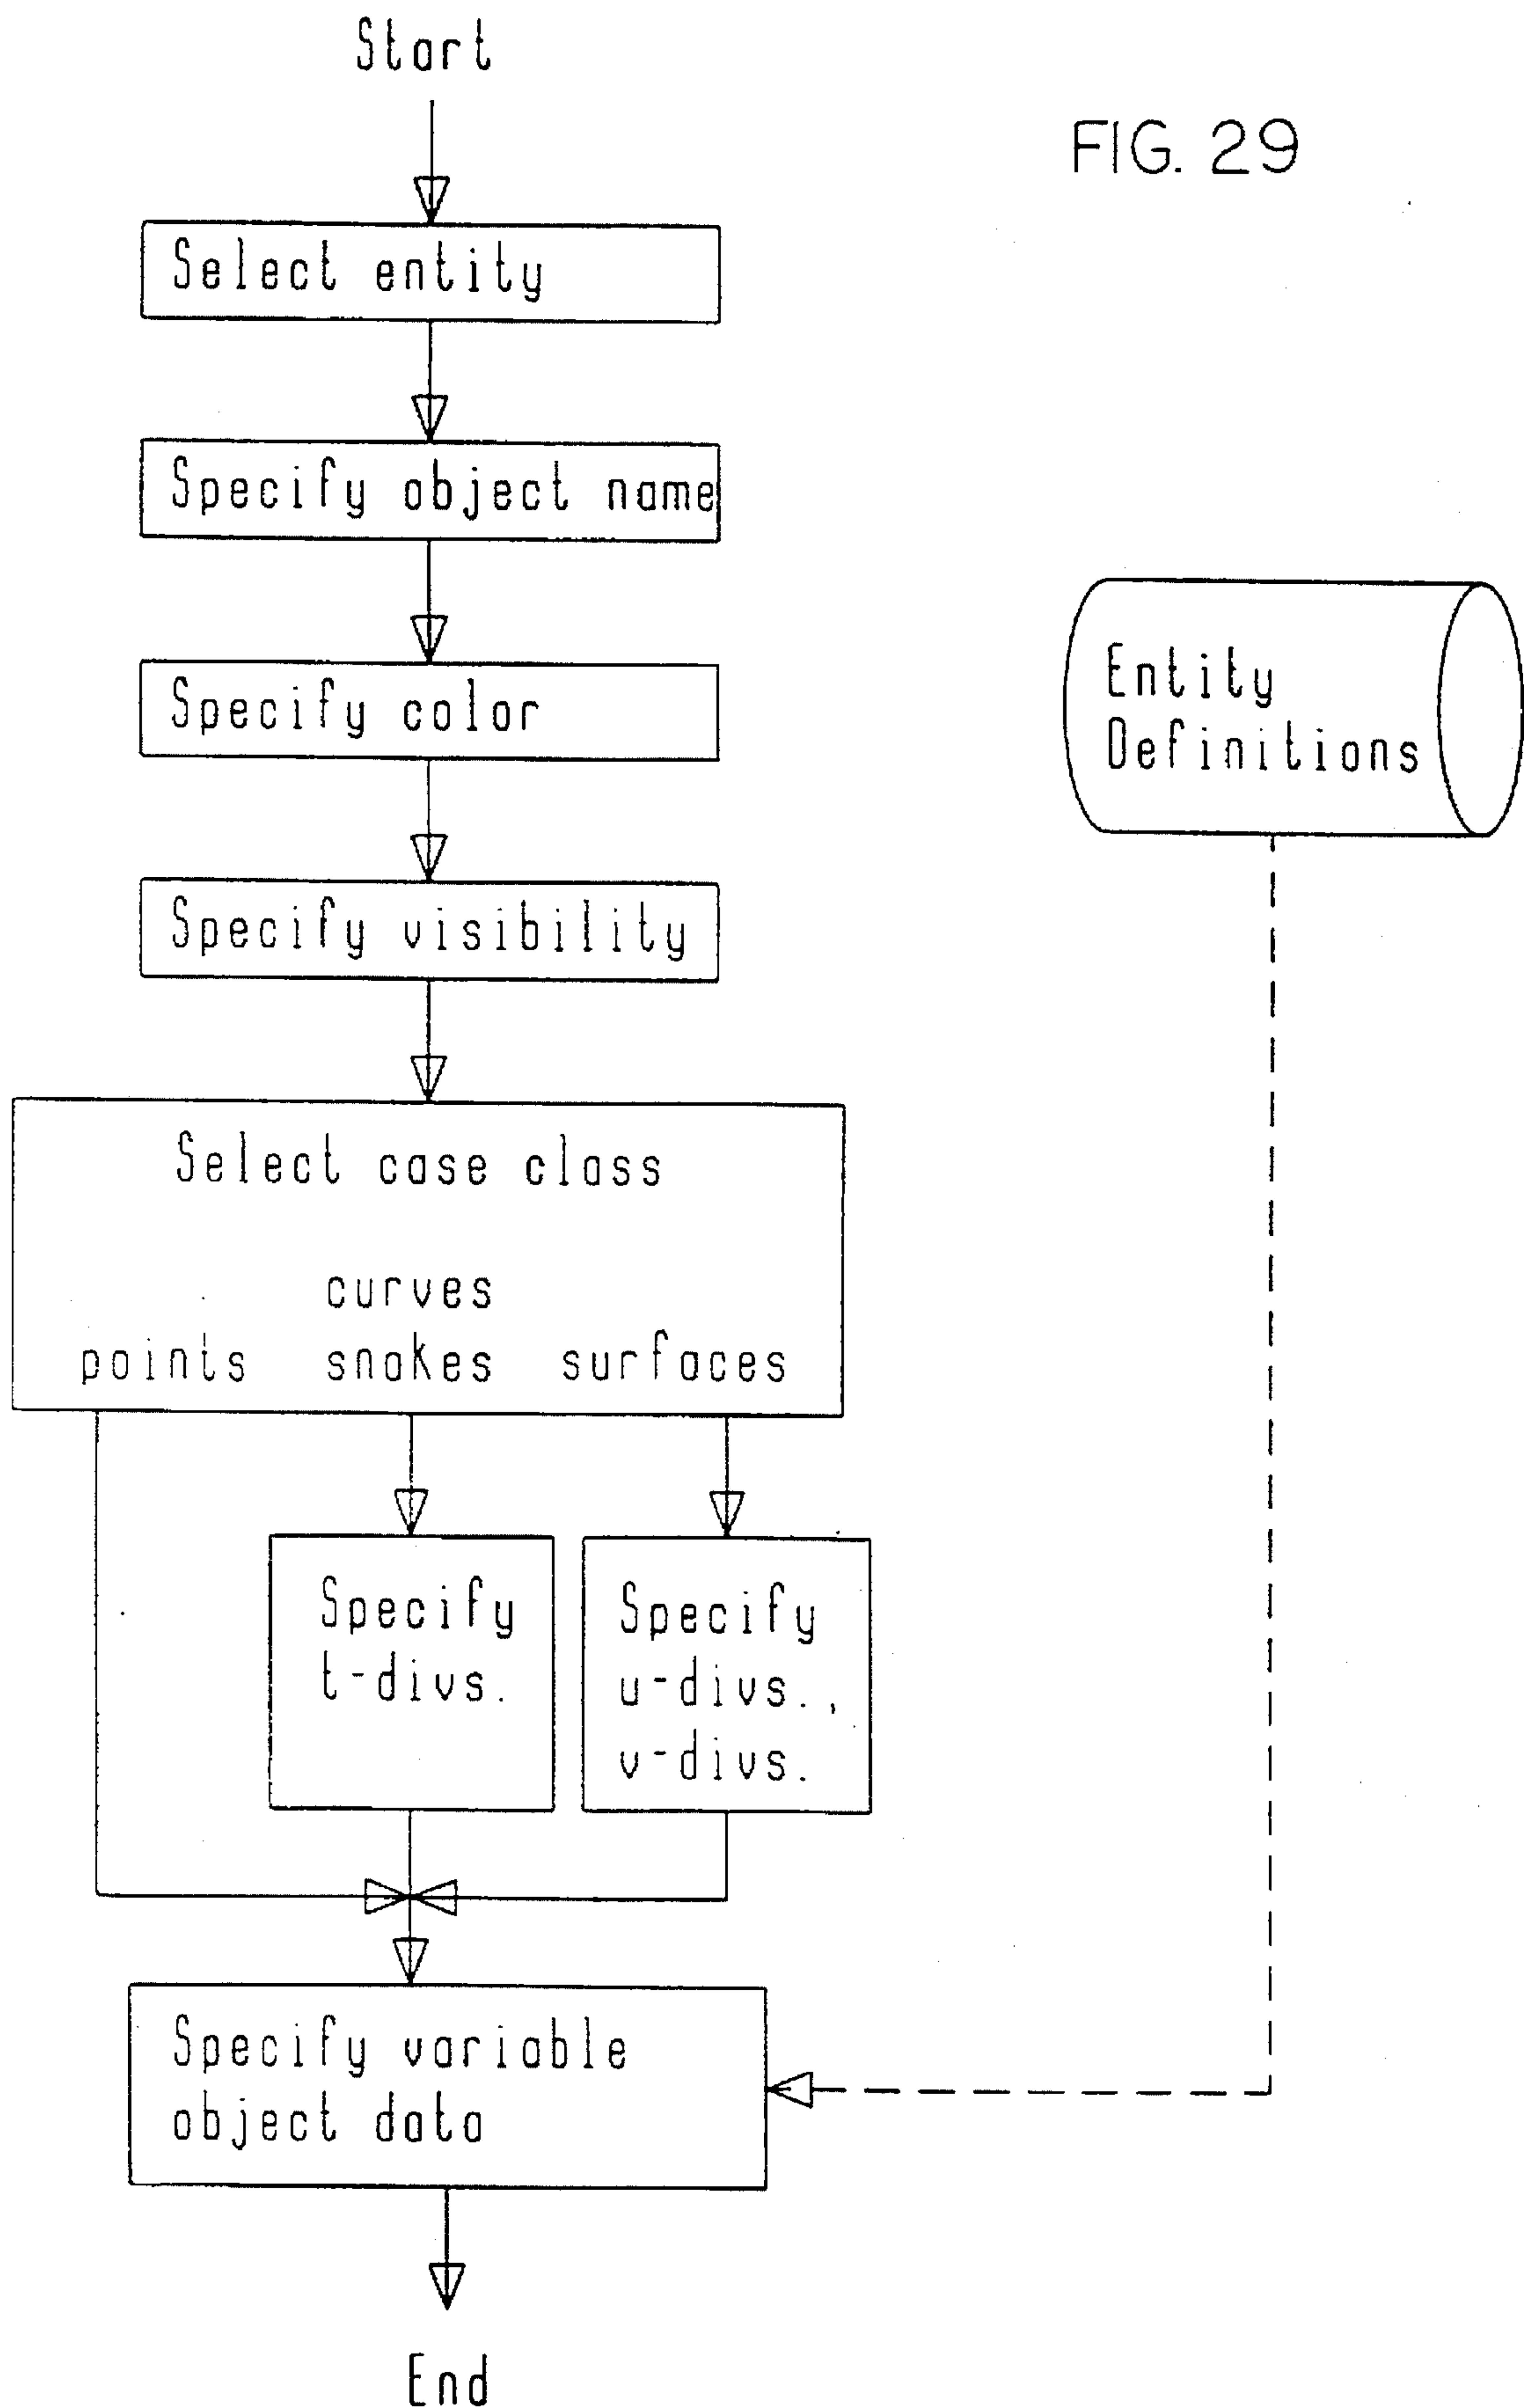 Start
FIG. 29
Select entity
Specify object name
Specify color
Entity
Definitions
Specify visibility
Select case class
curves
points snakes surfaces
Specify
t-divs.
Specify
u-divs.,
v-divs.
Specify variable
object data
End